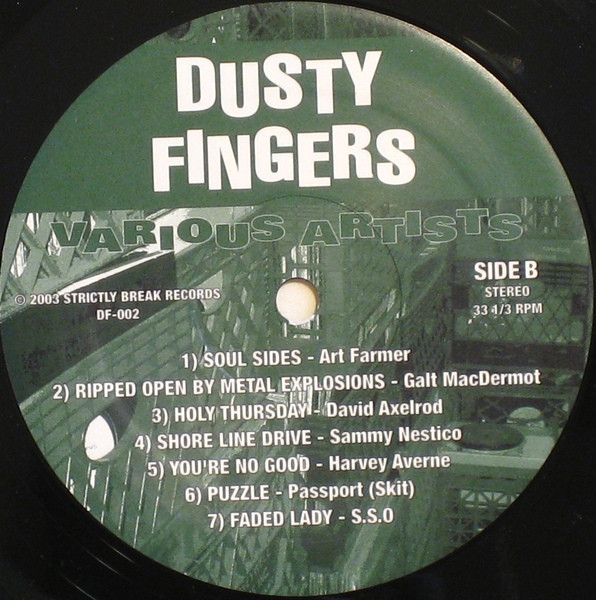 DUSTY
FINGERS
VARIOUS ARTISTS
SIDE B
STEREO
33 1/3 RPM
© 2003 STRICTLY BREAK RECORDS
DF-002
1) SOUL SIDES - Art Farmer
2) RIPPED OPEN BY METAL EXPLOSIONS - Galt MacDermot
3) HOLY THURSDAY - David Axelrod
4) SHORE LINE DRIVE - Sammy Nestico
5) YOU'RE NO GOOD - Harvey Averne
6) PUZZLE - Passport (Skit)
7) FADED LADY - S.S.O